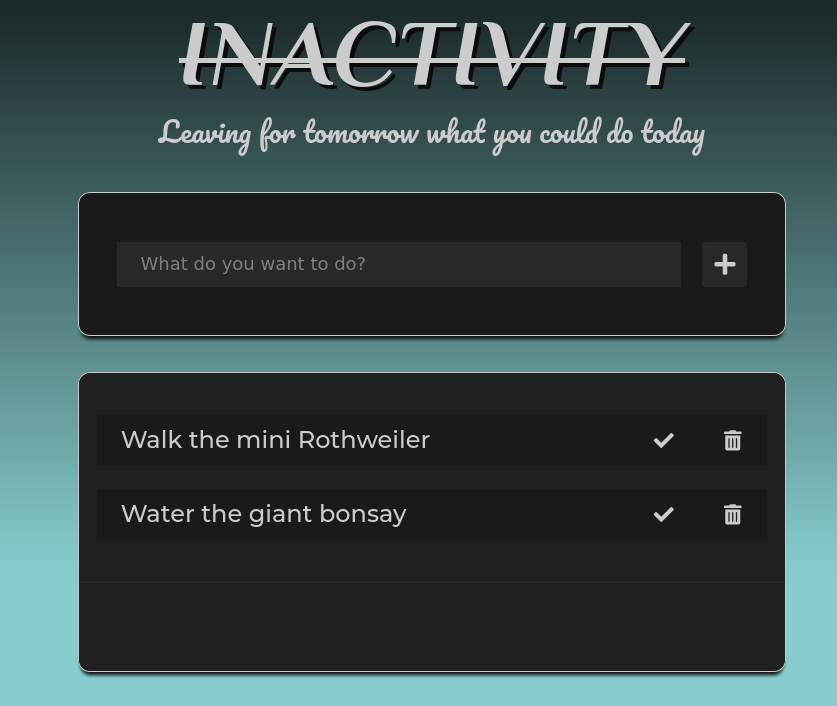 INACTIVITY
Leaving for tomorrow what you could do today
What do you want to do?
Walk the mini Rothweiler
Water the giant bonsay